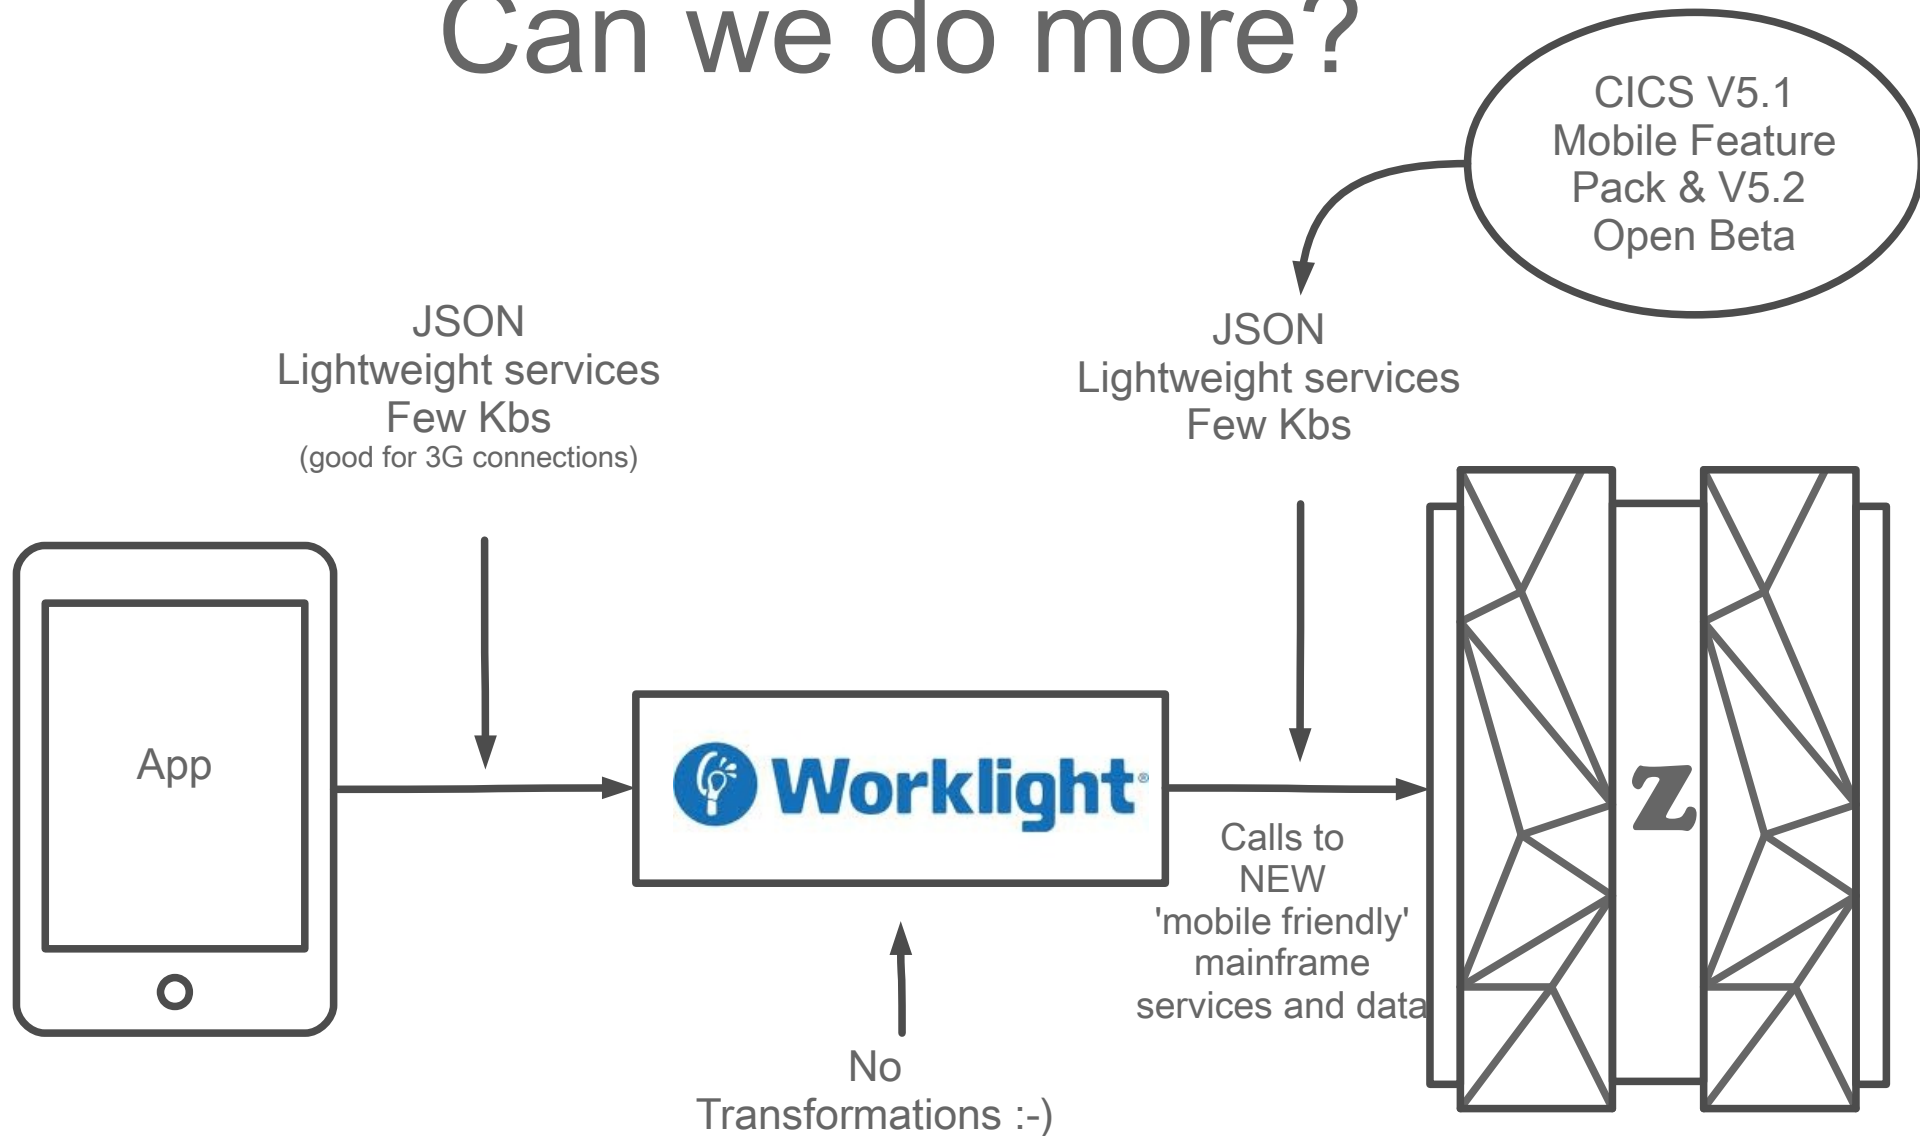 Can we do more?
CICS V5.1
Mobile Feature
Pack & V5.2
Open Beta
JSON
Lightweight services
Few Kbs
(good for 3G connections)
JSON
Lightweight services
Few Kbs
App
Worklight®
z
Calls to
NEW
'mobile friendly'
mainframe
services and data
No
Transformations :-)